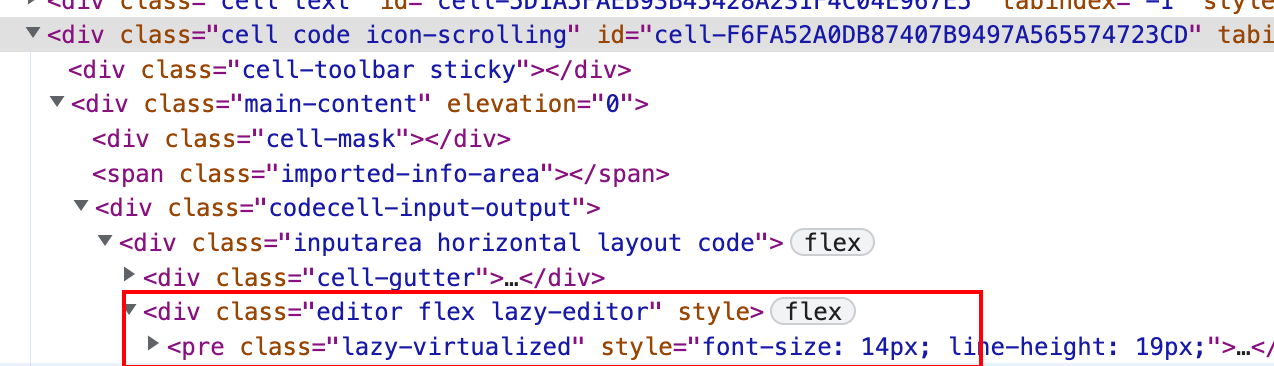 <div class="cell text" id="cell-5D1A5FAEB93B45428A231F4C04E967E5" tabindex="-1" style
<div class="cell code icon-scrolling" id="cell-F6FA52A0DB87407B9497A565574723CD" tabi
<div class="cell-toolbar sticky"></div>
<div class="main-content" elevation="0">
<div class="cell-mask"></div>
<span class="imported-info-area"></span>
<div class="codecell-input-output">
<div class="inputarea horizontal layout code"> flex
<div class="cell-gutter">…</div>
<div class="editor flex lazy-editor" style> flex
<pre class="lazy-virtualized" style="font-size: 14px; line-height: 19px;">…</